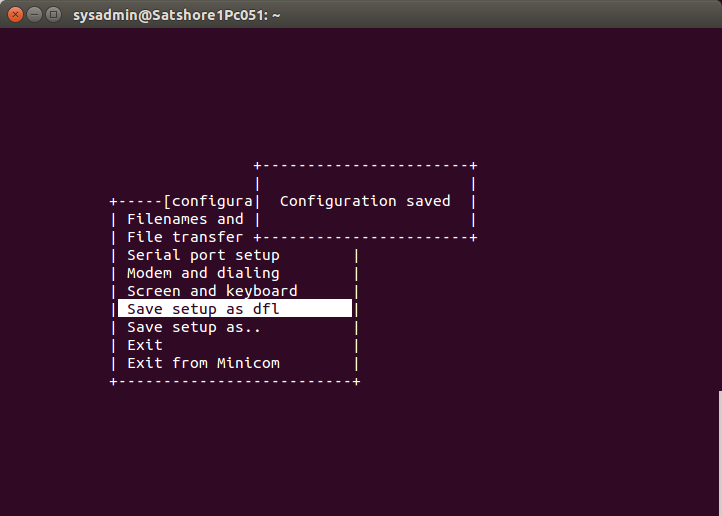 sysadmin@Satshore1Pc051: ~
+-----------------------+
|                       |
+-----[configura|  Configuration saved  |
| Filenames and |                       |
| File transfer +-----------------------+
| Serial port setup        |
| Modem and dialing        |
| Screen and keyboard      |
| Save setup as dfl        |
| Save setup as..          |
| Exit                     |
| Exit from Minicom        |
+--------------------------+